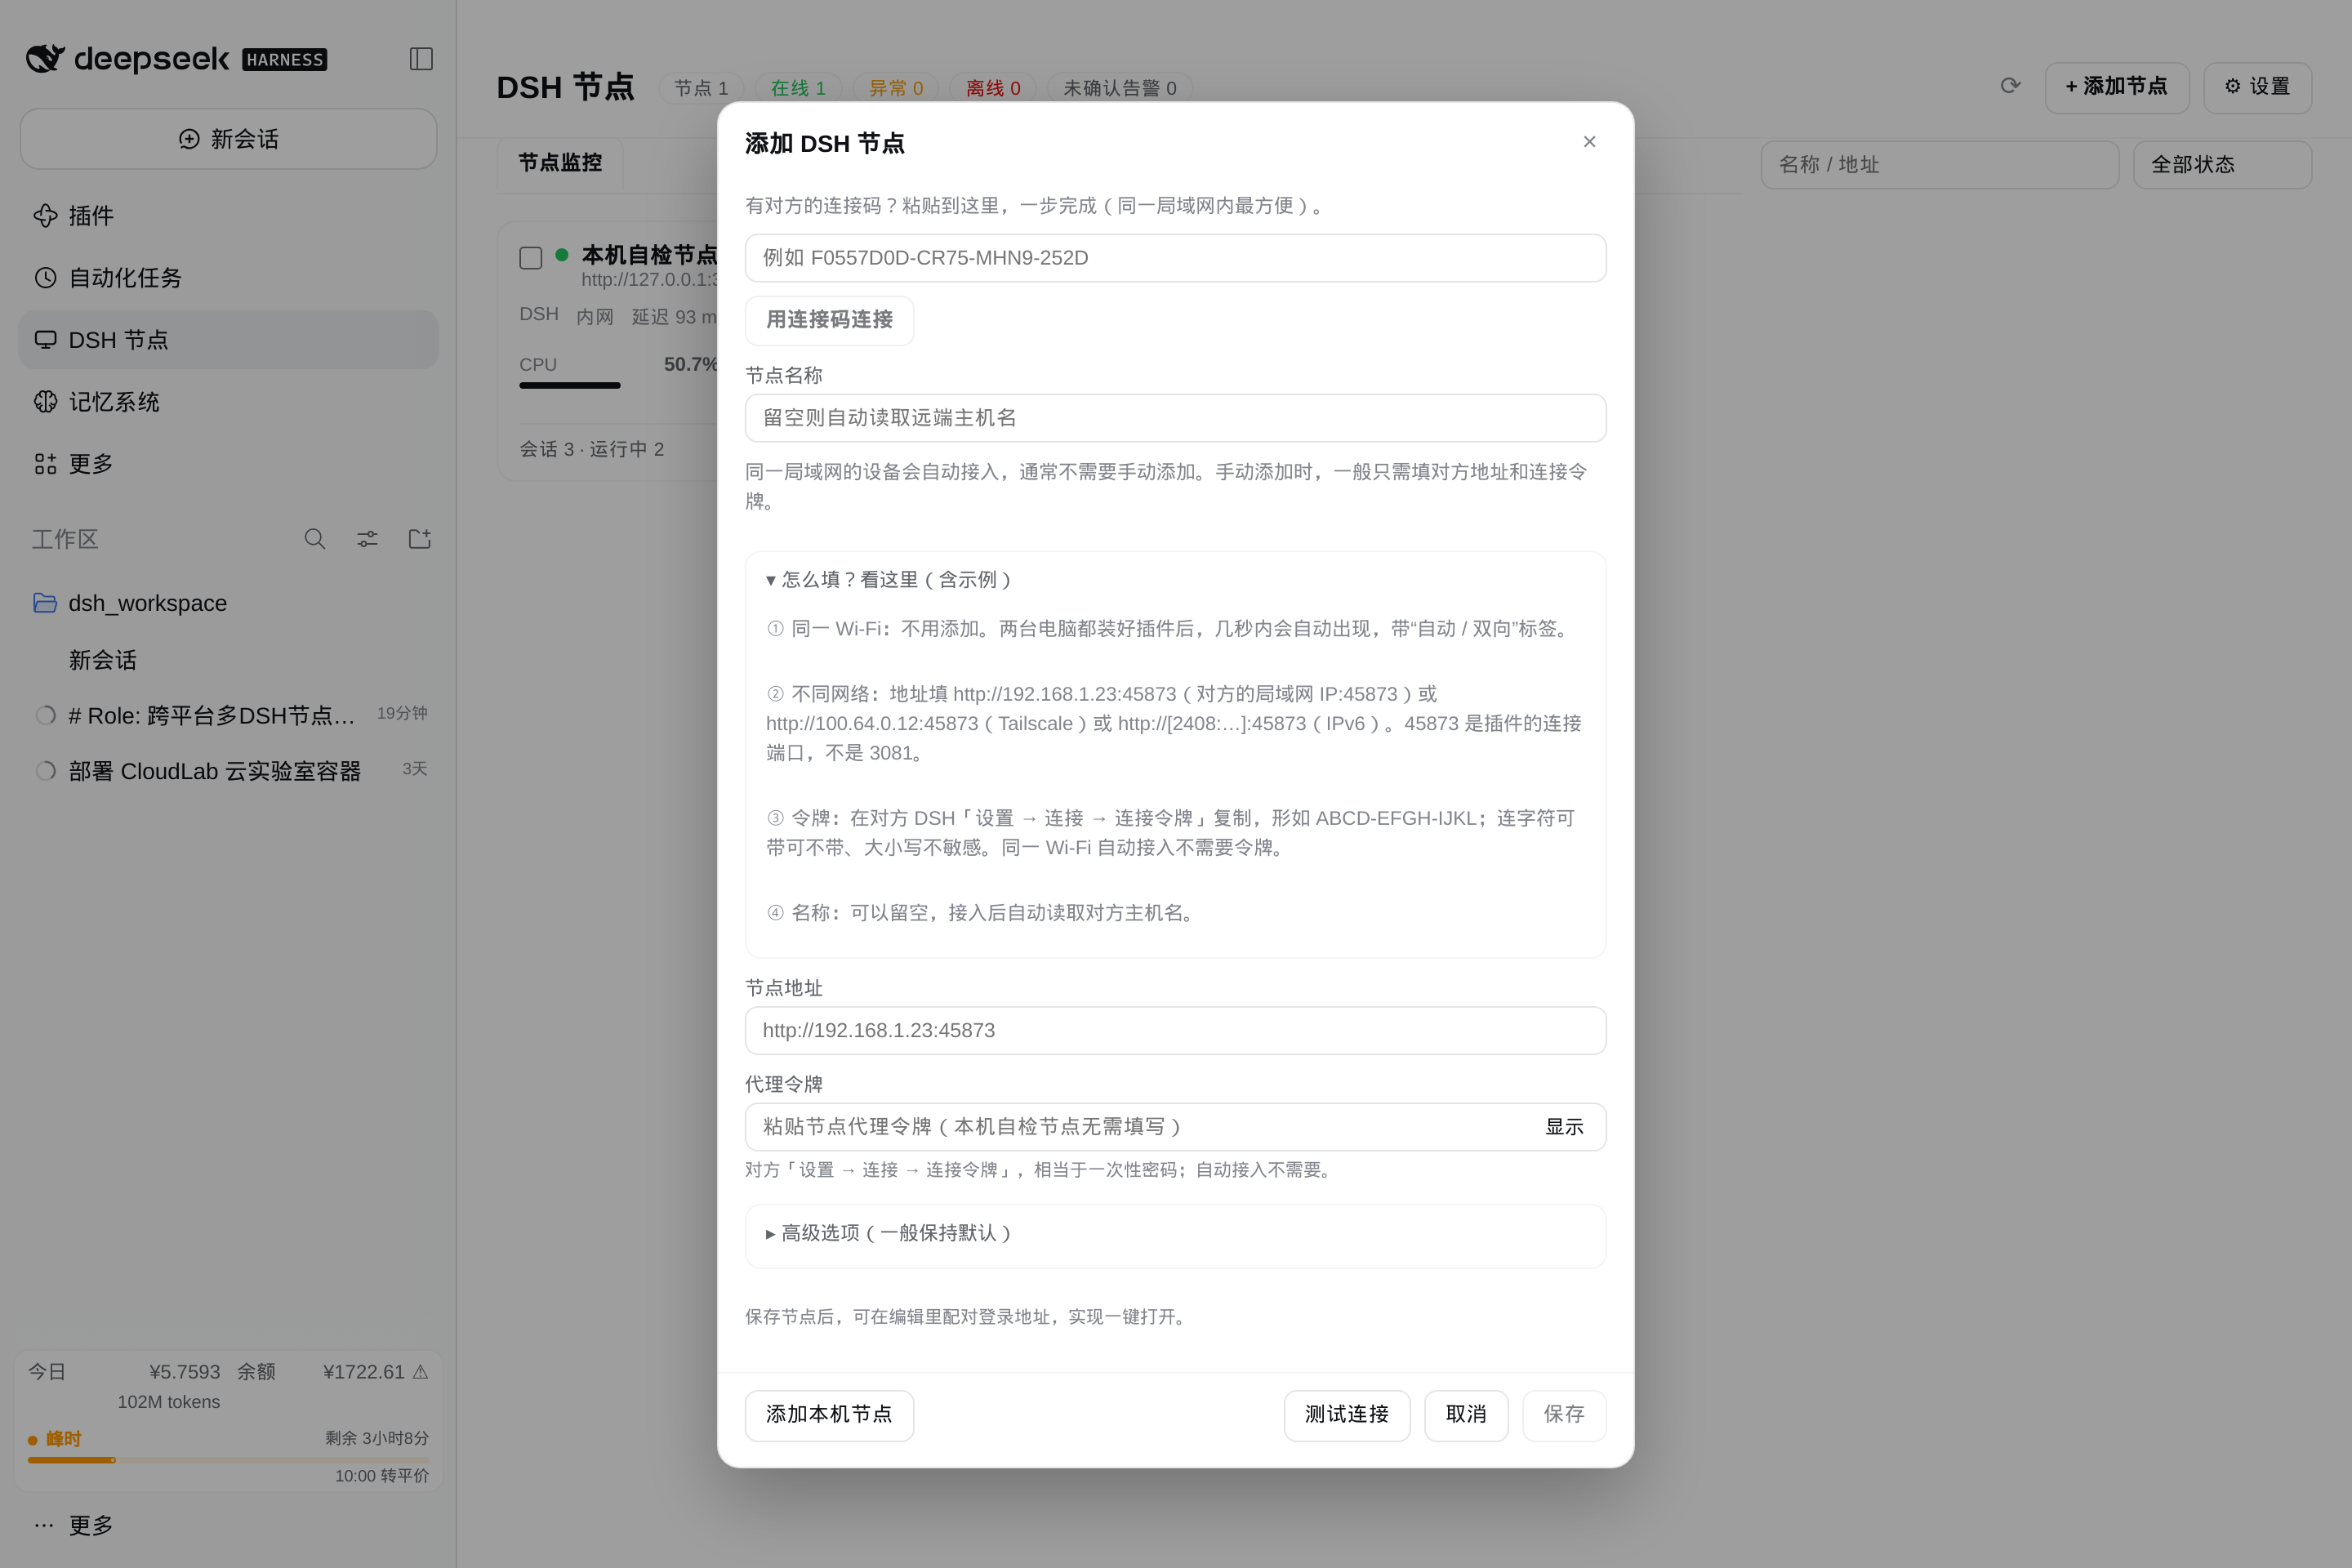 deepseek HARNESS
新会话
插件
自动化任务
DSH 节点
记忆系统
更多
工作区
dsh_workspace
新会话
# Role: 跨平台多DSH节点… 19分钟
部署 CloudLab 云实验室容器 3天
今日 ¥5.7593 余额 ¥1722.61 ⚠
102M tokens
峰时 剩余 3小时8分
10:00 转平价
更多
DSH 节点 节点 1 在线 1 异常 0 离线 0 未确认告警 0
+ 添加节点 设置
节点监控
名称 / 地址 全部状态
本机自检节点
http://127.0.0.1:3
DSH 内网 延迟 93 m
CPU 50.7%
会话 3 · 运行中 2
添加 DSH 节点 ×
有对方的连接码？粘贴到这里，一步完成（同一局域网内最方便）。
例如 F0557D0D-CR75-MHN9-252D
用连接码连接
节点名称
留空则自动读取远端主机名
同一局域网的设备会自动接入，通常不需要手动添加。手动添加时，一般只需填对方地址和连接令
牌。
▾ 怎么填？看这里（含示例）
① 同一 Wi-Fi：不用添加。两台电脑都装好插件后，几秒内会自动出现，带“自动 / 双向”标签。
② 不同网络：地址填 http://192.168.1.23:45873（对方的局域网 IP:45873）或
http://100.64.0.12:45873（Tailscale）或 http://[2408:…]:45873（IPv6）。45873 是插件的连接
端口，不是 3081。
③ 令牌：在对方 DSH「设置 → 连接 → 连接令牌」复制，形如 ABCD-EFGH-IJKL；连字符可
带可不带、大小写不敏感。同一 Wi-Fi 自动接入不需要令牌。
④ 名称：可以留空，接入后自动读取对方主机名。
节点地址
http://192.168.1.23:45873
代理令牌
粘贴节点代理令牌（本机自检节点无需填写） 显示
对方「设置 → 连接 → 连接令牌」，相当于一次性密码；自动接入不需要。
▸ 高级选项（一般保持默认）
保存节点后，可在编辑里配对登录地址，实现一键打开。
添加本机节点 测试连接 取消 保存